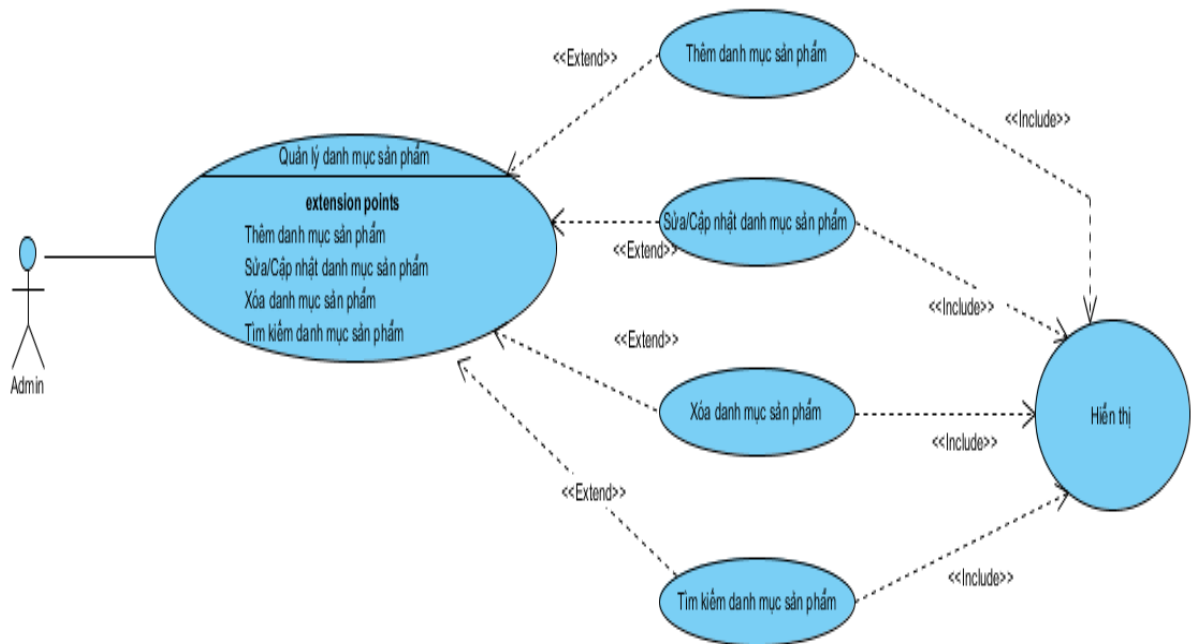 Thêm danh mục sản phẩm
<<Extend>>
<<Include>>
Quản lý danh mục sản phẩm
extension points
Thêm danh mục sản phẩm
Sửa/Cập nhật danh mục sản phẩm
Xóa danh mục sản phẩm
Tìm kiếm danh mục sản phẩm
Admin
Sửa/Cập nhật danh mục sản phẩm
<<Extend>>
<<Include>>
<<Extend>>
Xóa danh mục sản phẩm
<<Include>>
Hiển thị
<<Extend>>
Tìm kiếm danh mục sản phẩm
<<Include>>